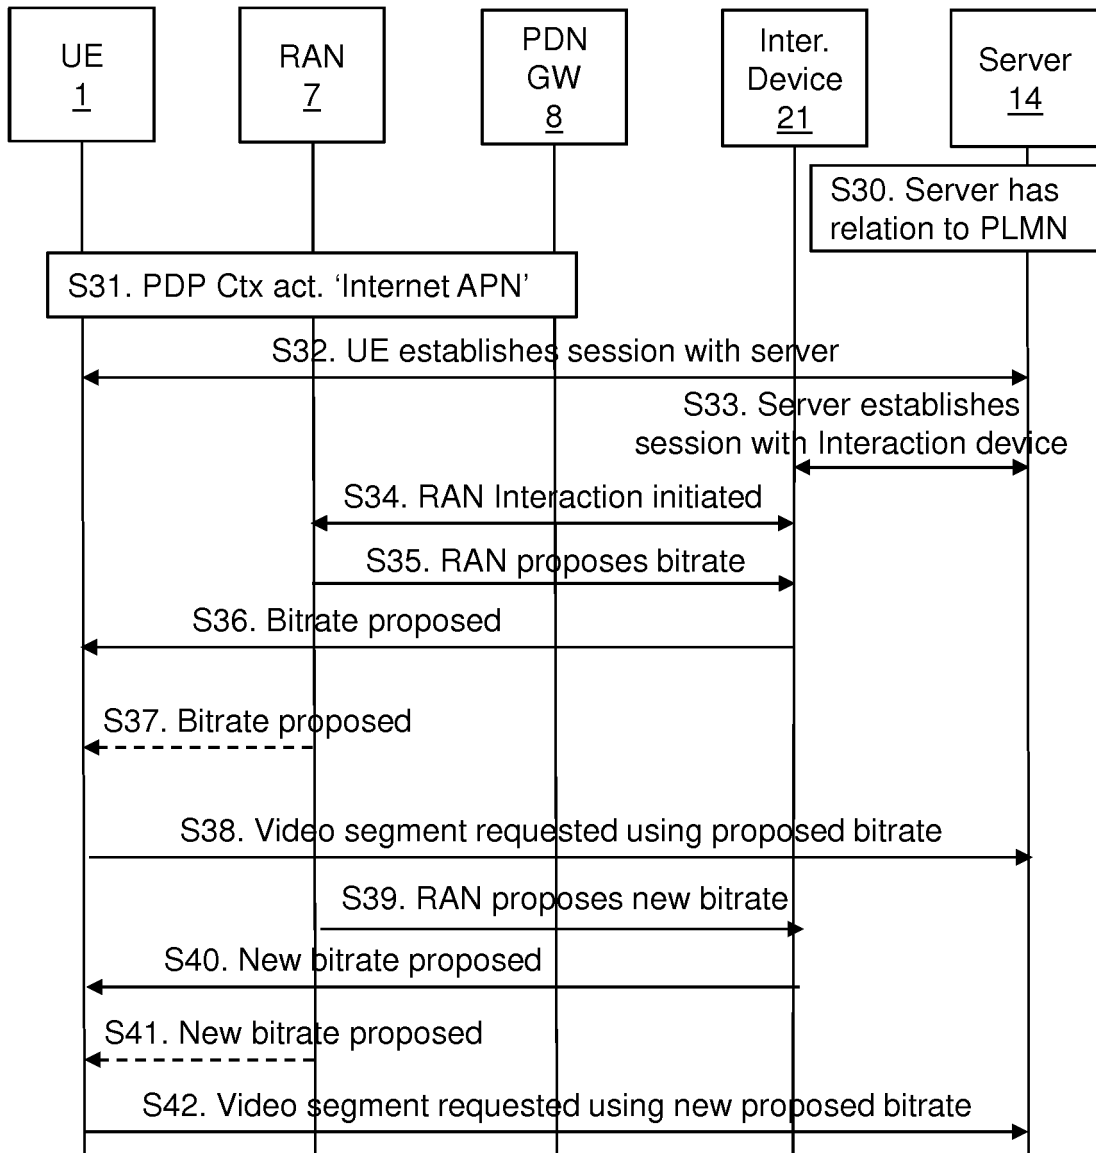 UE
1
RAN
7
PDN
GW
8
Inter.
Device
21
Server
14
S30. Server has
relation to PLMN
S31. PDP Ctx act. ‘Internet APN’
S32. UE establishes session with server
S33. Server establishes
session with Interaction device
S34. RAN Interaction initiated
S35. RAN proposes bitrate
S36. Bitrate proposed
S37. Bitrate proposed
S38. Video segment requested using proposed bitrate
S39. RAN proposes new bitrate
S40. New bitrate proposed
S41. New bitrate proposed
S42. Video segment requested using new proposed bitrate